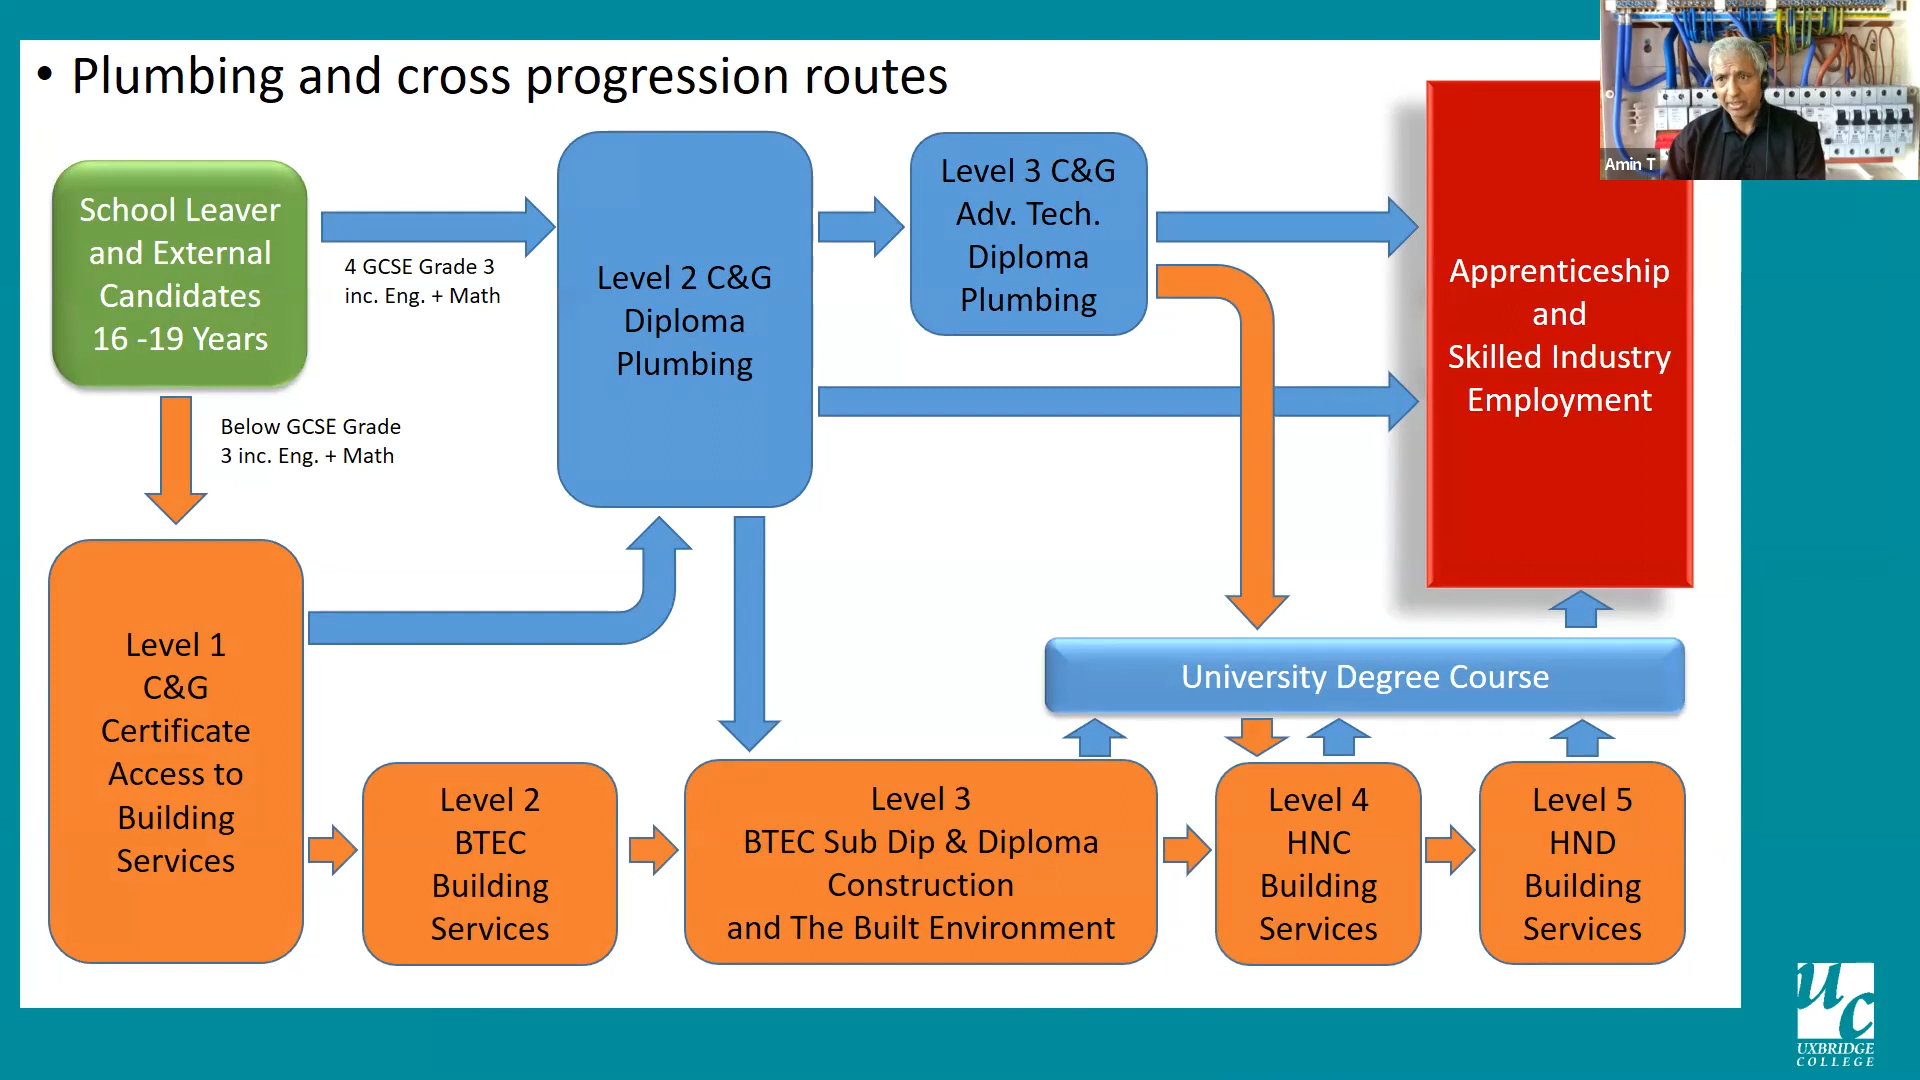 • Plumbing and cross progression routes
Amin T
School Leaver
and External
Candidates
16 -19 Years
4 GCSE Grade 3
inc. Eng. + Math
Below GCSE Grade
3 inc. Eng. + Math
Level 2 C&G
Diploma
Plumbing
Level 3 C&G
Adv. Tech.
Diploma
Plumbing
Apprenticeship
and
Skilled Industry
Employment
University Degree Course
Level 1
C&G
Certificate
Access to
Building
Services
Level 2
BTEC
Building
Services
Level 3
BTEC Sub Dip & Diploma
Construction
and The Built Environment
Level 4
HNC
Building
Services
Level 5
HND
Building
Services
uc
UXBRIDGE
COLLEGE